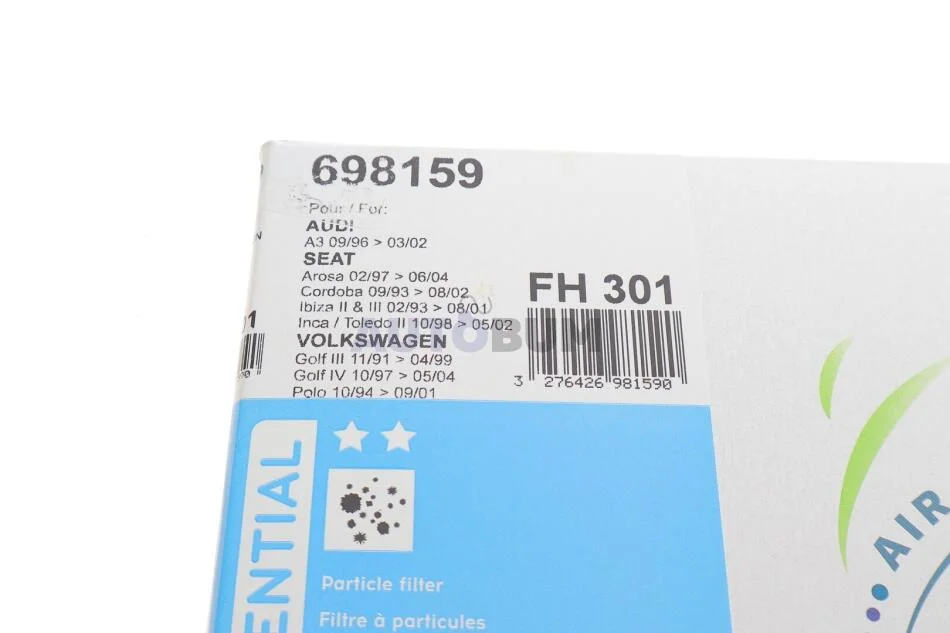 698159
Pour / For:
AUDI
A3 09/96 > 03/02
SEAT
Arosa 02/97 > 06/04
Cordoba 09/93 > 08/02
Ibiza II & III 02/93 > 08/01
Inca / Toledo II 10/98 > 05/02
VOLKSWAGEN
Golf III 11/91 > 04/99
Golf IV 10/97 > 05/04
Polo 10/94 > 09/01
FH 301
3 276426 981590
AUTOBUM
ENTIAL
Particle filter
Filtre à particules
AIR